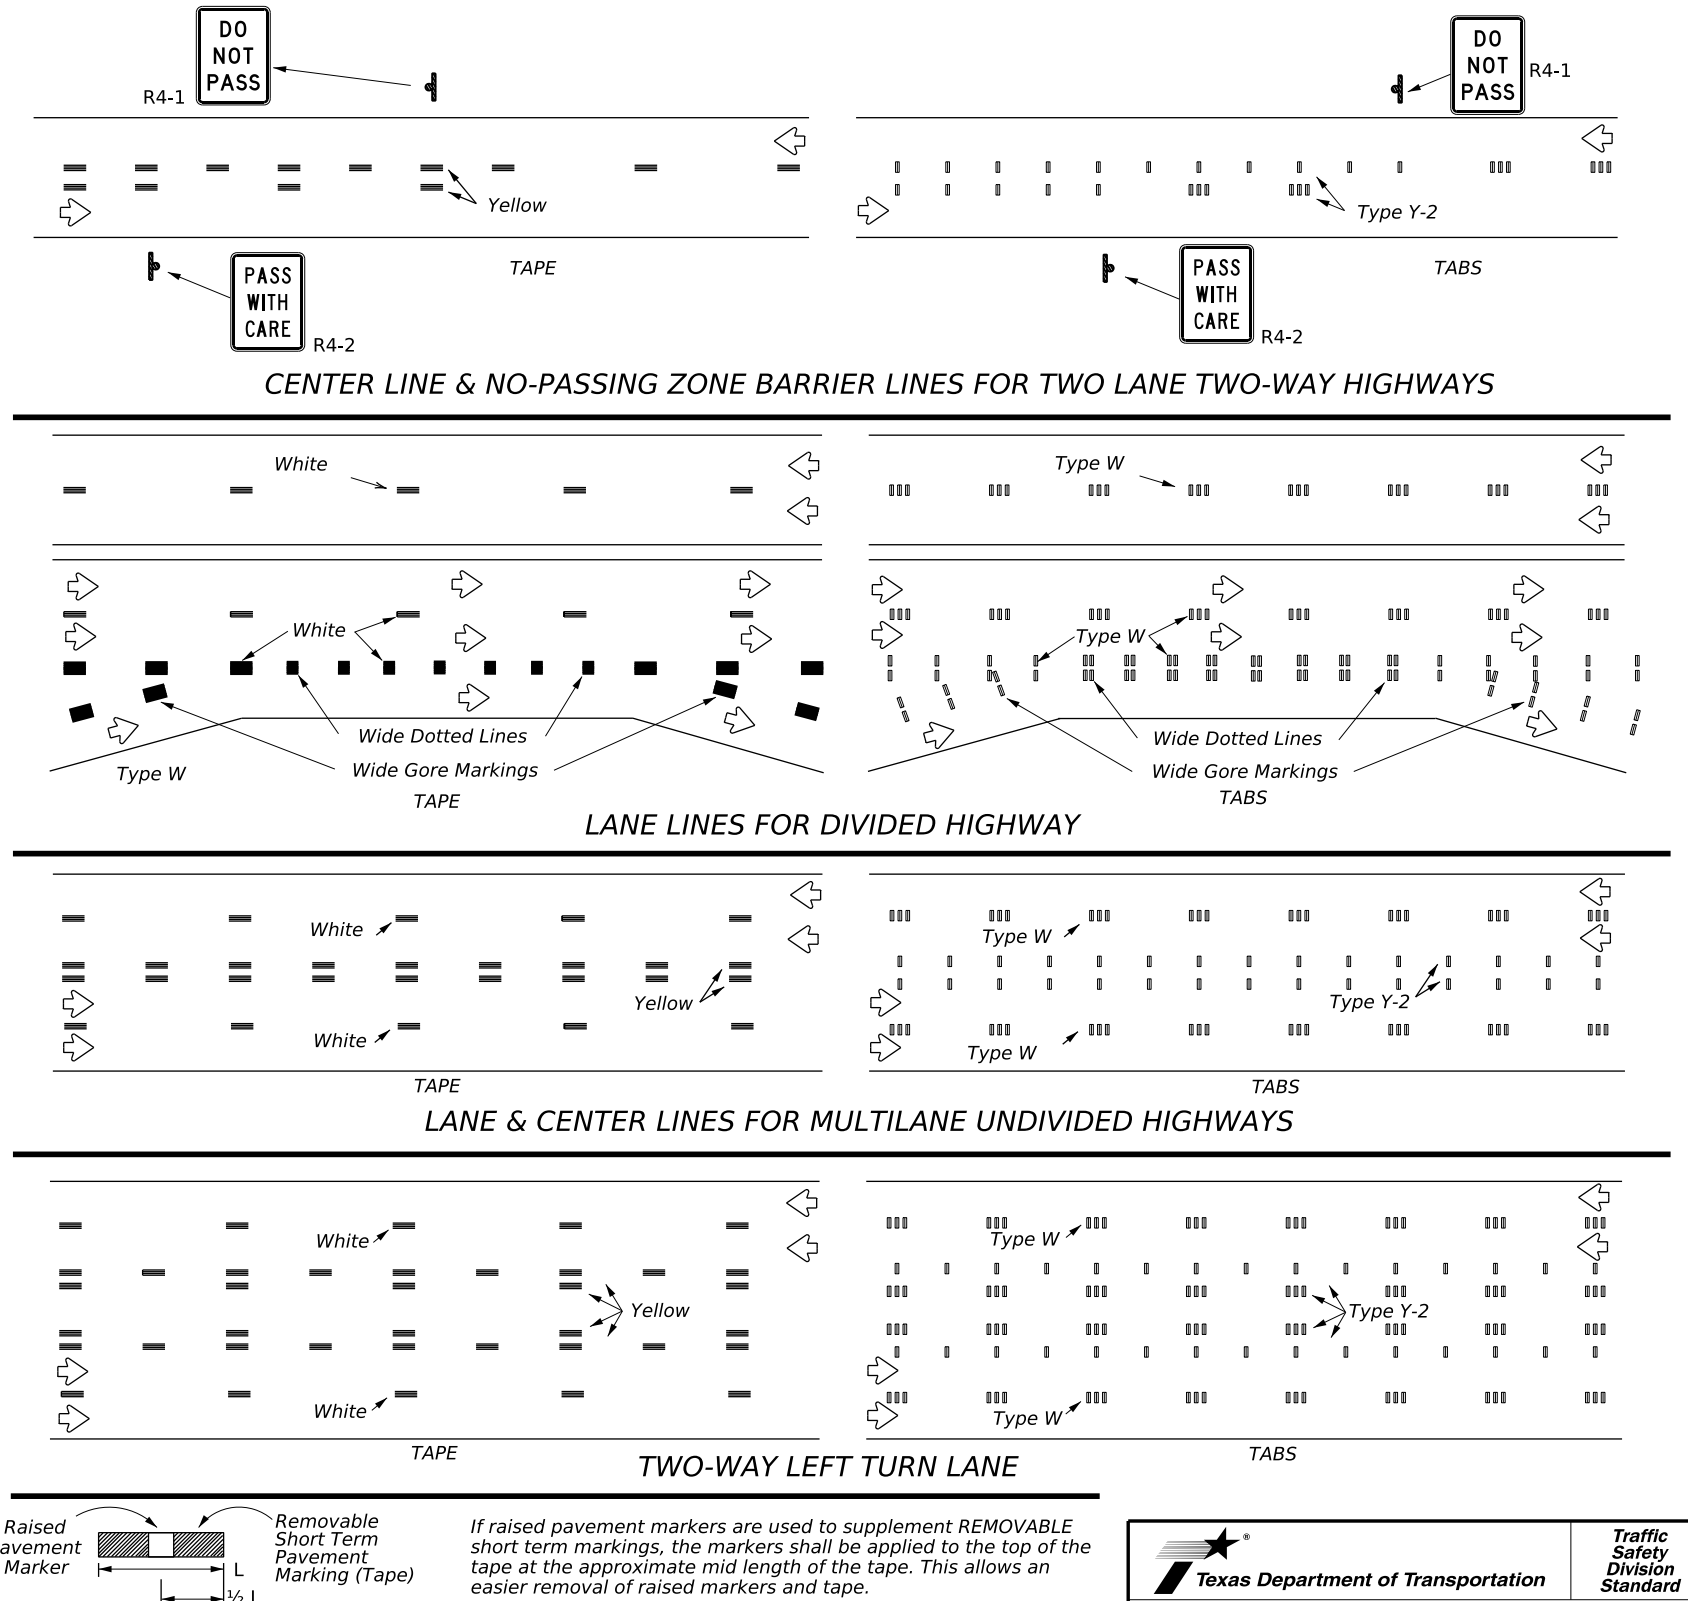 DO
NOT
PASS
R4-1
DO
NOT
PASS
R4-1
Yellow
Type Y-2
TAPE
TABS
PASS
WITH
CARE
R4-2
PASS
WITH
CARE
R4-2
CENTER LINE & NO-PASSING ZONE BARRIER LINES FOR TWO LANE TWO-WAY HIGHWAYS
White
Type W
White
Type W
Wide Dotted Lines
Wide Gore Markings
Type W
TAPE
Wide Dotted Lines
Wide Gore Markings
TABS
LANE LINES FOR DIVIDED HIGHWAY
White
Type W
Yellow
Type Y-2
White
Type W
TAPE
TABS
LANE & CENTER LINES FOR MULTILANE UNDIVIDED HIGHWAYS
White
Type W
Yellow
Type Y-2
White
Type W
TAPE
TABS
TWO-WAY LEFT TURN LANE
Raised
avement
Marker
Removable
Short Term
Pavement
Marking (Tape)
L
½ L
If raised pavement markers are used to supplement REMOVABLE
short term markings, the markers shall be applied to the top of the
tape at the approximate mid length of the tape. This allows an
easier removal of raised markers and tape.
®
Texas Department of Transportation
Traffic
Safety
Division
Standard